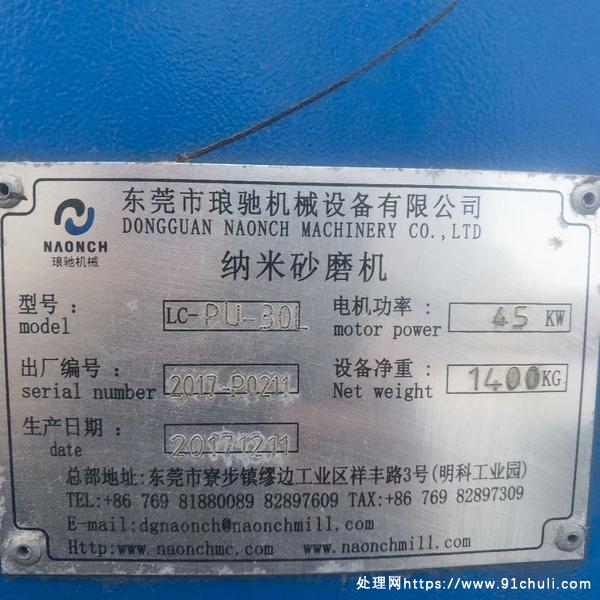 东莞市琅驰机械设备有限公司
DONGGUAN NAONCH MACHINERY CO.,LTD
NAONCH
琅驰机械
纳米砂磨机
型号： LC-PU-30L 电机功率： 45 KW
model motor power
出厂编号： 2017-P0211 设备净重： 1400KG
serial number Net weight
生产日期： 20171211
date
总部地址:东莞市寮步镇缪边工业区祥丰路3号(明科工业园)
TEL:+86 769 81880089 82897609 TAX:+86 769 82897309
E-mail:dgnaonch@naonchmill.com
Http:www.naonchmc.com www.naonchmill.com
处理网https://www.91chuli.com/